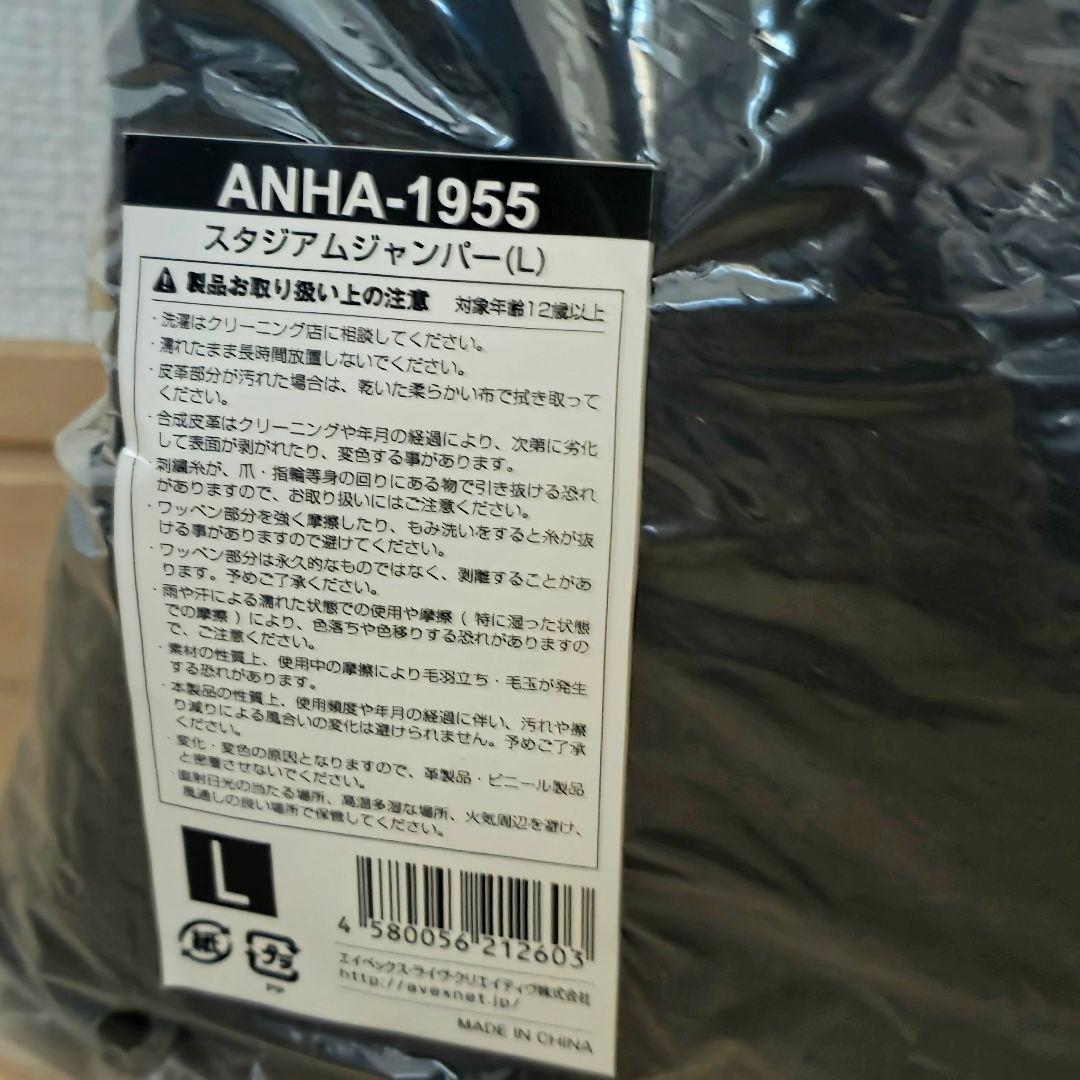 ANHA-1955
スタジアムジャンパー(L)
製品お取り扱い上の注意 対象年齢12歳以上
・洗濯はクリーニング店に相談してください。
・濡れたまま長時間放置しないでください。
・皮革部分が汚れた場合は、乾いた柔らかい布で拭き取って
ください。
・合成皮革はクリーニングや年月の経過により、次第に劣化
して表面が剥がれたり、変色する事があります。
・刺繍糸が、爪・指輪等身の回りにある物で引き抜ける恐れ
がありますので、お取り扱いにはご注意ください。
・ワッペン部分を強く摩擦したり、もみ洗いをすると糸が抜
ける事がありますので避けてください。
・ワッペン部分は永久的なものではなく、剥離することがあ
ります。予めご了承ください。
・雨や汗による濡れた状態での使用や摩擦 ( 特に湿った状態
での摩擦 ) により、色落ちや色移りする恐れがありますの
で、ご注意ください。
・素材の性質上、使用中の摩擦により毛羽立ち・毛玉が発生
する恐れがあります。
・本製品の性質上、使用頻度や年月の経過に伴い、汚れや擦
り減りによる風合いの変化は避けられません。予めご了承
ください。
・変化・変色の原因となりますので、革製品・ビニール製品
と密着させないでください。
・直射日光の当たる場所、高温多湿な場所、火気周辺を避け、
風通しの良い場所で保管してください。
L
4 580056 212603
紙 プラ
PP
エイベックス・ライヴ・クリエイティヴ株式会社
http://avexnet.jp/
MADE IN CHINA